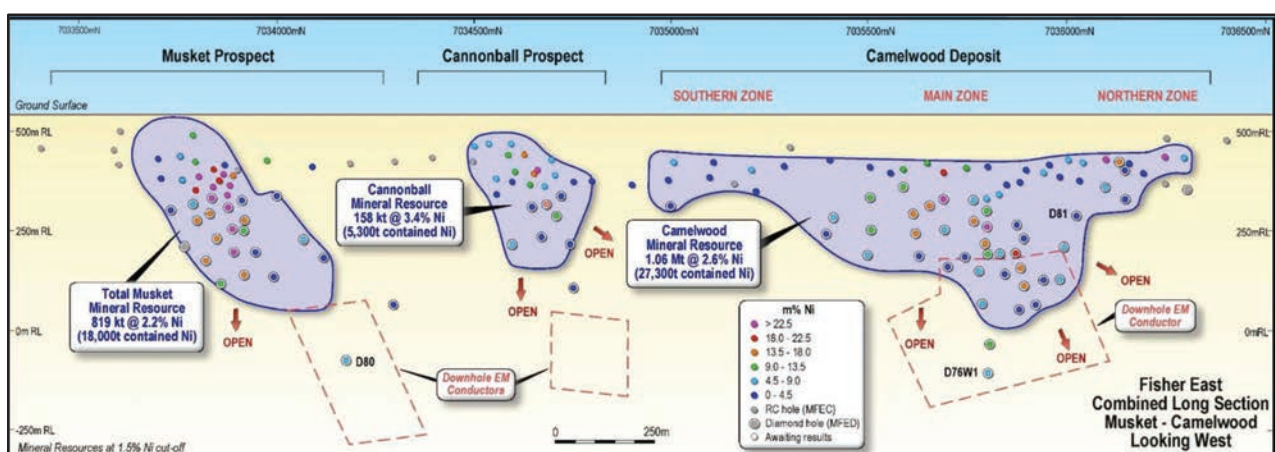 7033500mN
7034000mN
7034500mN
7035000mN
7035500mN
7036000mN
7036500mN
Musket Prospect
Cannonball Prospect
Camelwood Deposit
SOUTHERN ZONE
MAIN ZONE
NORTHERN ZONE
Ground Surface
500m RL
500mRL
Cannonball
Mineral Resource
158 kt @ 3.4% Ni
(5,300t contained Ni)
D81
250m RL
250mRL
Camelwood
Mineral Resource
1.06 Mt @ 2.6% Ni
(27,300t contained Ni)
OPEN
OPEN
OPEN
Total Musket
Mineral Resource
819 kt @ 2.2% Ni
(18,000t contained Ni)
OPEN
0m RL
0mRL
m% Ni
> 22.5
18.0 - 22.5
13.5 - 18.0
9.0 - 13.5
4.5 - 9.0
0 - 4.5
RC hole (MFEC)
Diamond hole (MFED)
Awaiting results
OPEN
OPEN
Downhole EM
Conductor
D80
Downhole EM
Conductors
D76W1
Fisher East
Combined Long Section
Musket - Camelwood
Looking West
-250m RL
0
250m
Mineral Resources at 1.5% Ni cut-off